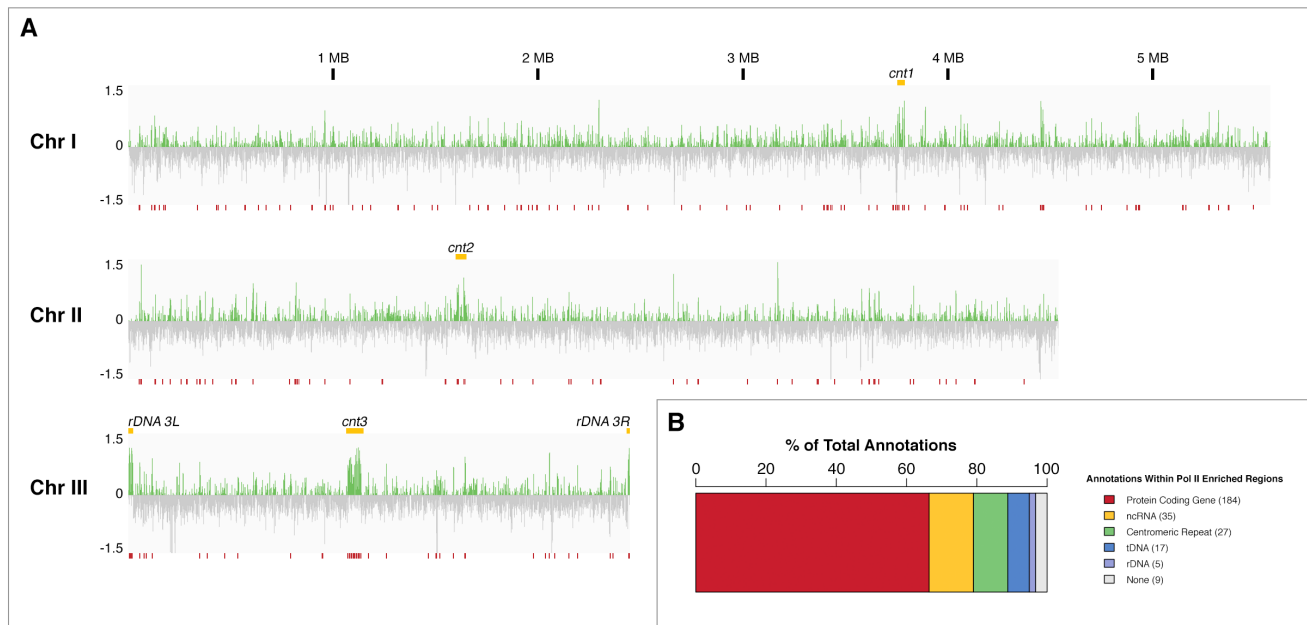 A
1 MB 2 MB 3 MB 4 MB 5 MB
cnt1
1.5
Chr I
0
-1.5
cnt2
1.5
Chr II
0
-1.5
rDNA 3L cnt3 rDNA 3R
1.5
Chr III
0
-1.5
B
% of Total Annotations
0 20 40 60 80 100
Annotations Within Pol II Enriched Regions
Protein Coding Gene (184)
ncRNA (35)
Centromeric Repeat (27)
tDNA (17)
rDNA (5)
None (9)